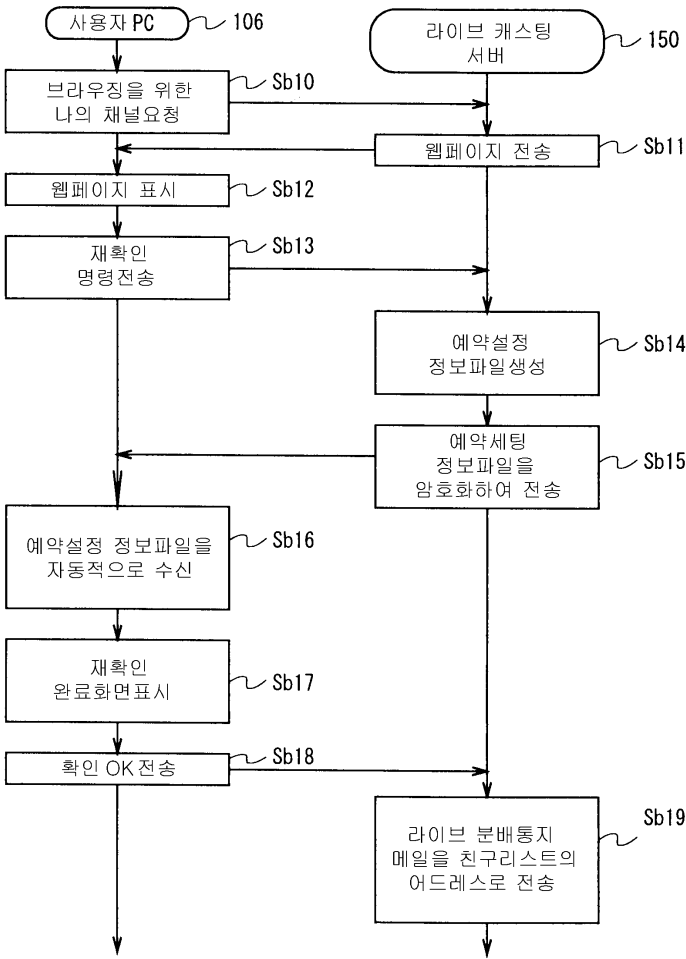 사용자 PC
106
라이브 캐스팅
서버
150
브라우징을 위한
나의 채널요청
Sb10
웹페이지 전송
Sb11
웹페이지 표시
Sb12
재확인
명령전송
Sb13
예약설정
정보파일생성
Sb14
예약세팅
정보파일을
암호화하여 전송
Sb15
예약설정 정보파일을
자동적으로 수신
Sb16
재확인
완료화면표시
Sb17
확인 OK 전송
Sb18
라이브 분배통지
메일을 친구리스트의
어드레스로 전송
Sb19